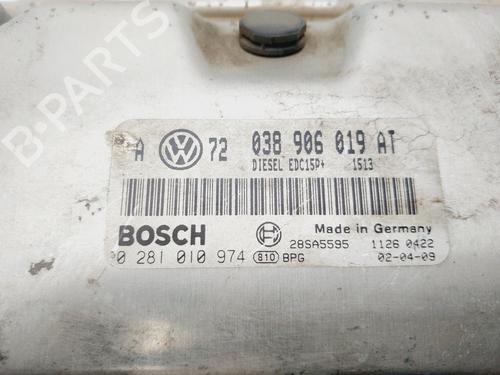 A VW 72 038 906 019 AT
DIESEL EDC15P+ 1513
BOSCH
Made in Germany
28SA5595 1126 0422
0 281 010 974 810 BPG 02-04-09
B-PARTS